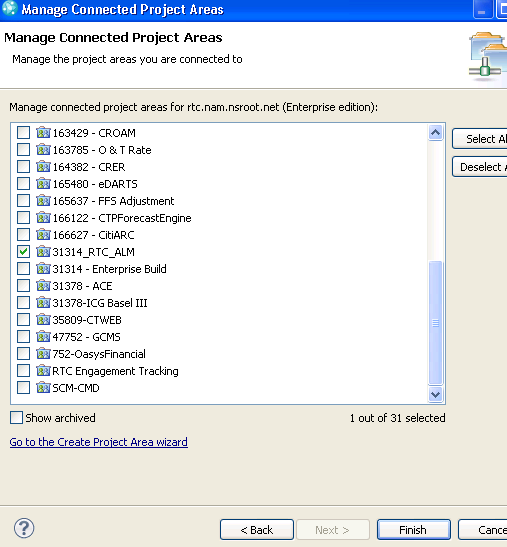 Manage Connected Project Areas
Manage Connected Project Areas
Manage the project areas you are connected to
Manage connected project areas for rtc.nam.nsroot.net (Enterprise edition):
163429 - CROAM
163785 - O & T Rate
164382 - CRER
165480 - eDARTS
165637 - FFS Adjustment
166122 - CTPForecastEngine
166627 - CitiARC
31314_RTC_ALM
31314 - Enterprise Build
31378 - ACE
31378-ICG Basel III
35809-CTWEB
47752 - GCMS
752-OasysFinancial
RTC Engagement Tracking
SCM-CMD
Select Al
Deselect A
Show archived
1 out of 31 selected
Go to the Create Project Area wizard
?
< Back
Next >
Finish
Cance